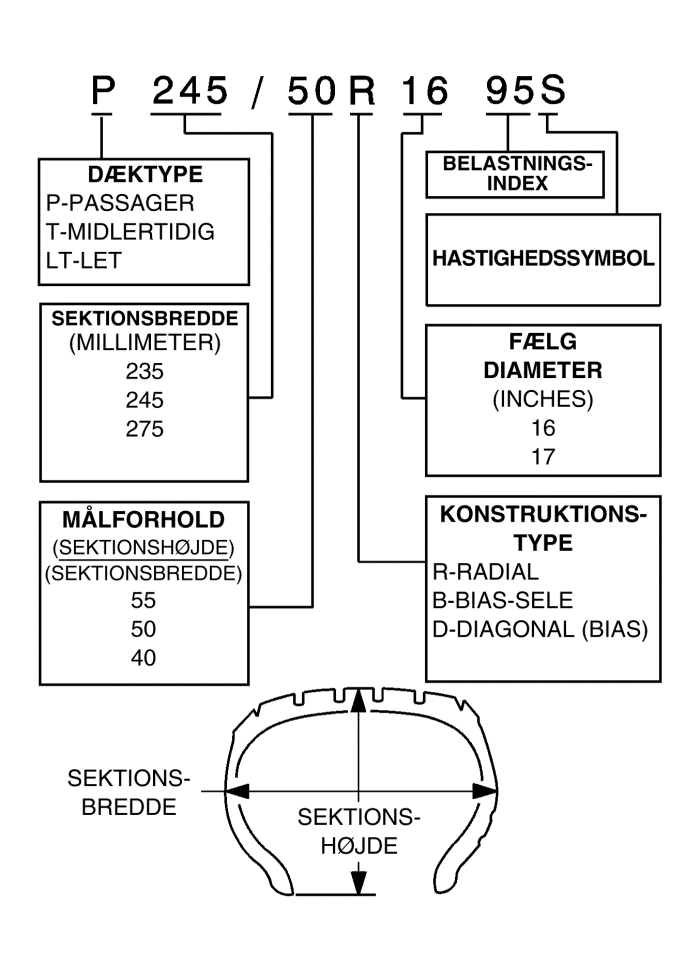 P 245 / 50 R 16 95S
DÆKTYPE
P-PASSAGER
T-MIDLERTIDIG
LT-LET
SEKTIONSBREDDE
(MILLIMETER)
235
245
275
MÅLFORHOLD
(SEKTIONSHØJDE)
(SEKTIONSBREDDE)
55
50
40
BELASTNINGS-
INDEX
HASTIGHEDSSYMBOL
FÆLG
DIAMETER
(INCHES)
16
17
KONSTRUKTIONS-
TYPE
R-RADIAL
B-BIAS-SELE
D-DIAGONAL (BIAS)
SEKTIONS-
BREDDE
SEKTIONS-
HØJDE